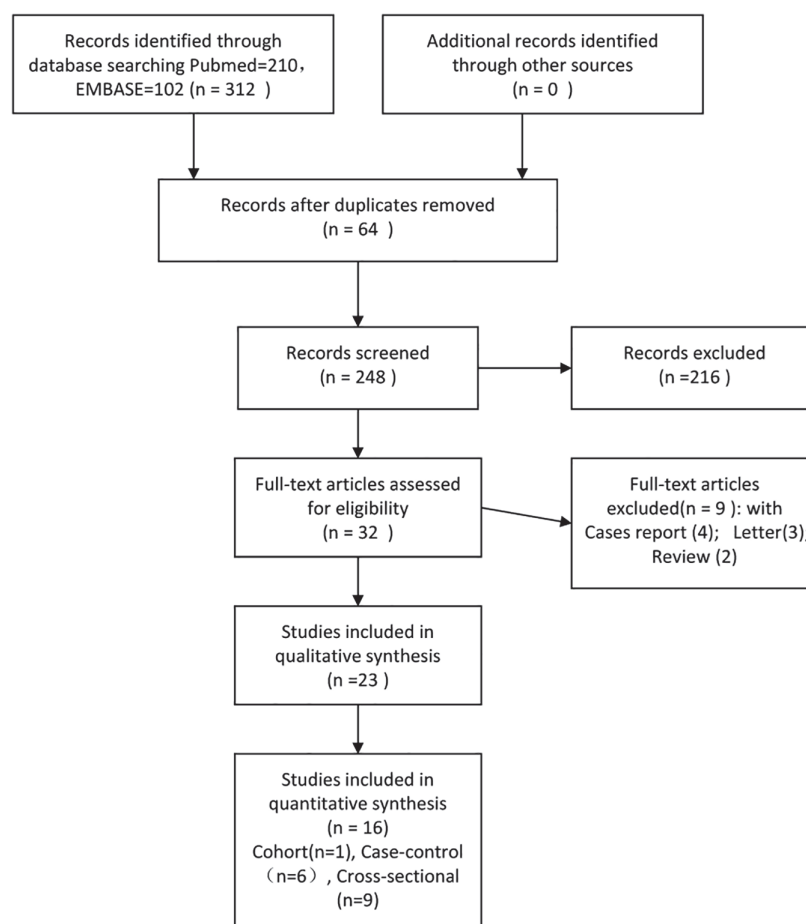 Records identified through
database searching Pubmed=210，
EMBASE=102 (n = 312 )
Additional records identified
through other sources
(n = 0 )
Records after duplicates removed
(n = 64 )
Records screened
(n = 248 )
Records excluded
(n =216 )
Full-text articles assessed
for eligibility
(n = 32 )
Full-text articles
excluded(n = 9 ): with
Cases report (4); Letter(3);
Review (2)
Studies included in
qualitative synthesis
(n =23 )
Studies included in
quantitative synthesis
(n = 16)
Cohort(n=1), Case-control
（n=6）, Cross-sectional
(n=9)